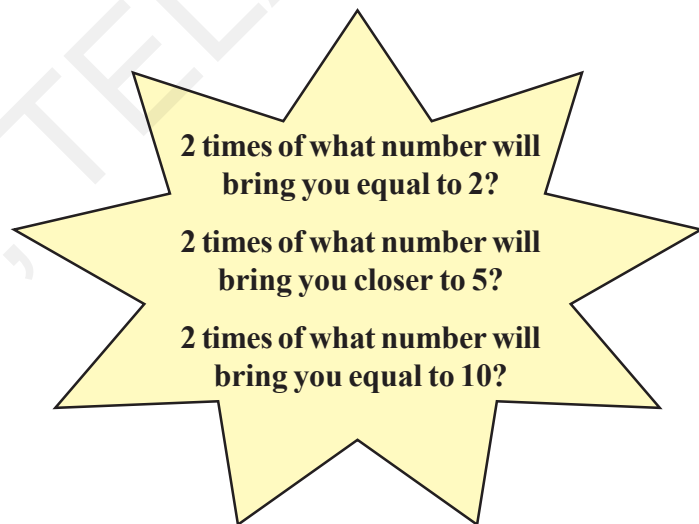 , TELA
2 times of what number will
bring you equal to 2?
2 times of what number will
bring you closer to 5?
2 times of what number will
bring you equal to 10?